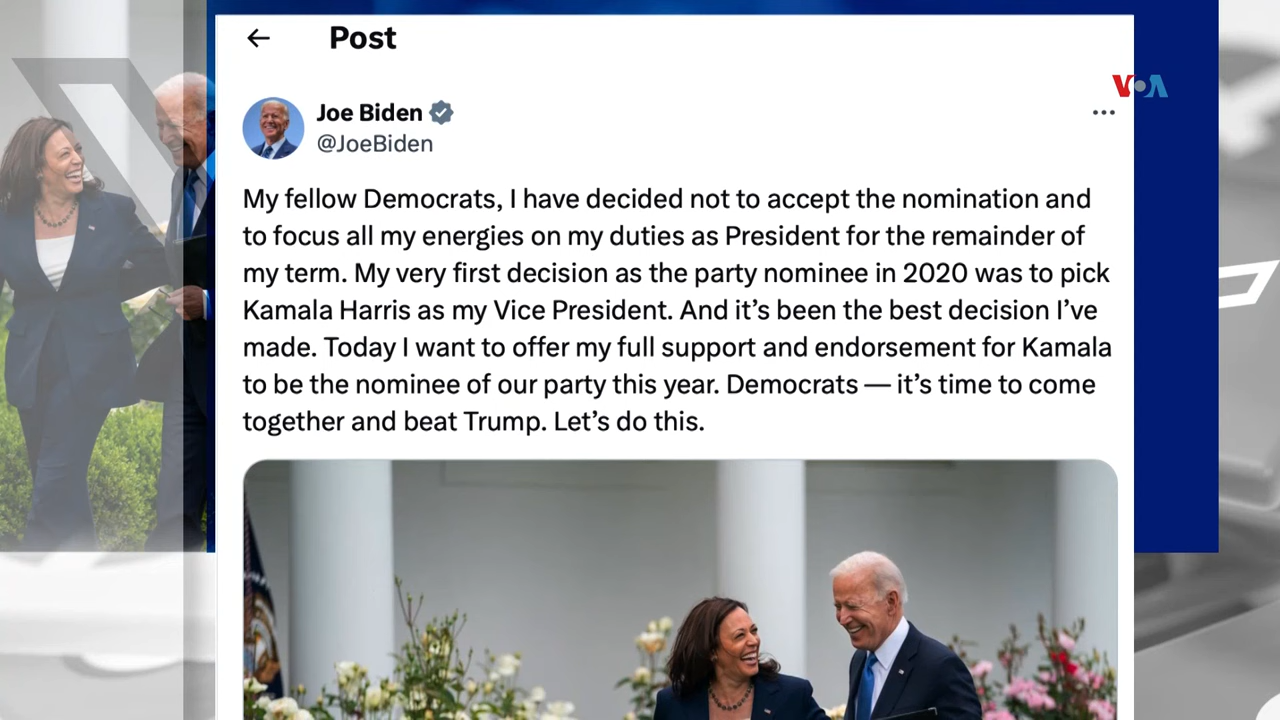 Post
VOA
Joe Biden
@JoeBiden
My fellow Democrats, I have decided not to accept the nomination and
to focus all my energies on my duties as President for the remainder of
my term. My very first decision as the party nominee in 2020 was to pick
Kamala Harris as my Vice President. And it’s been the best decision I’ve
made. Today I want to offer my full support and endorsement for Kamala
to be the nominee of our party this year. Democrats — it’s time to come
together and beat Trump. Let’s do this.